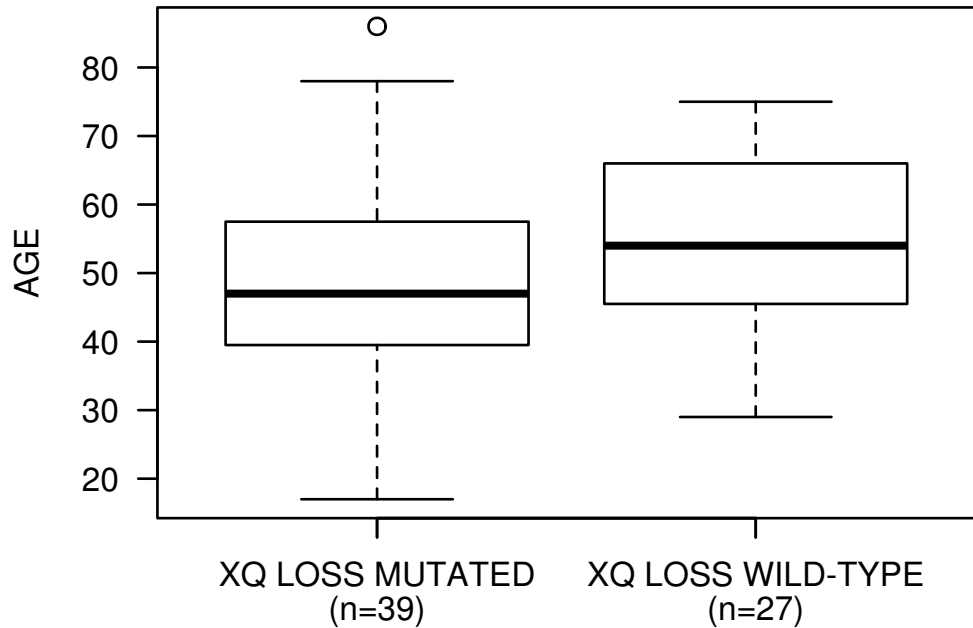 80
70
60
50
40
30
20
AGE
XQ LOSS MUTATED
(n=39)
XQ LOSS WILD-TYPE
(n=27)